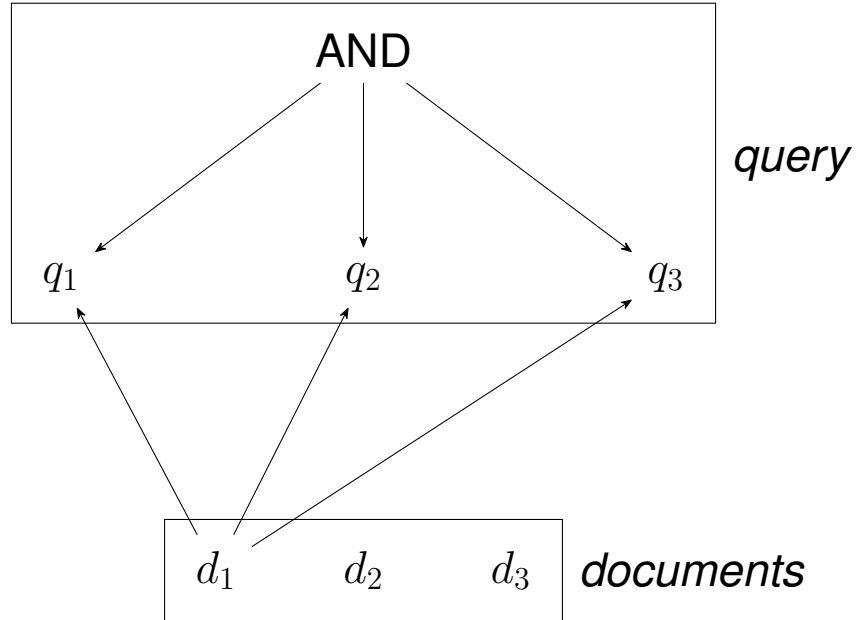 AND
query
q₁ q₂ q₃
d₁ d₂ d₃ documents